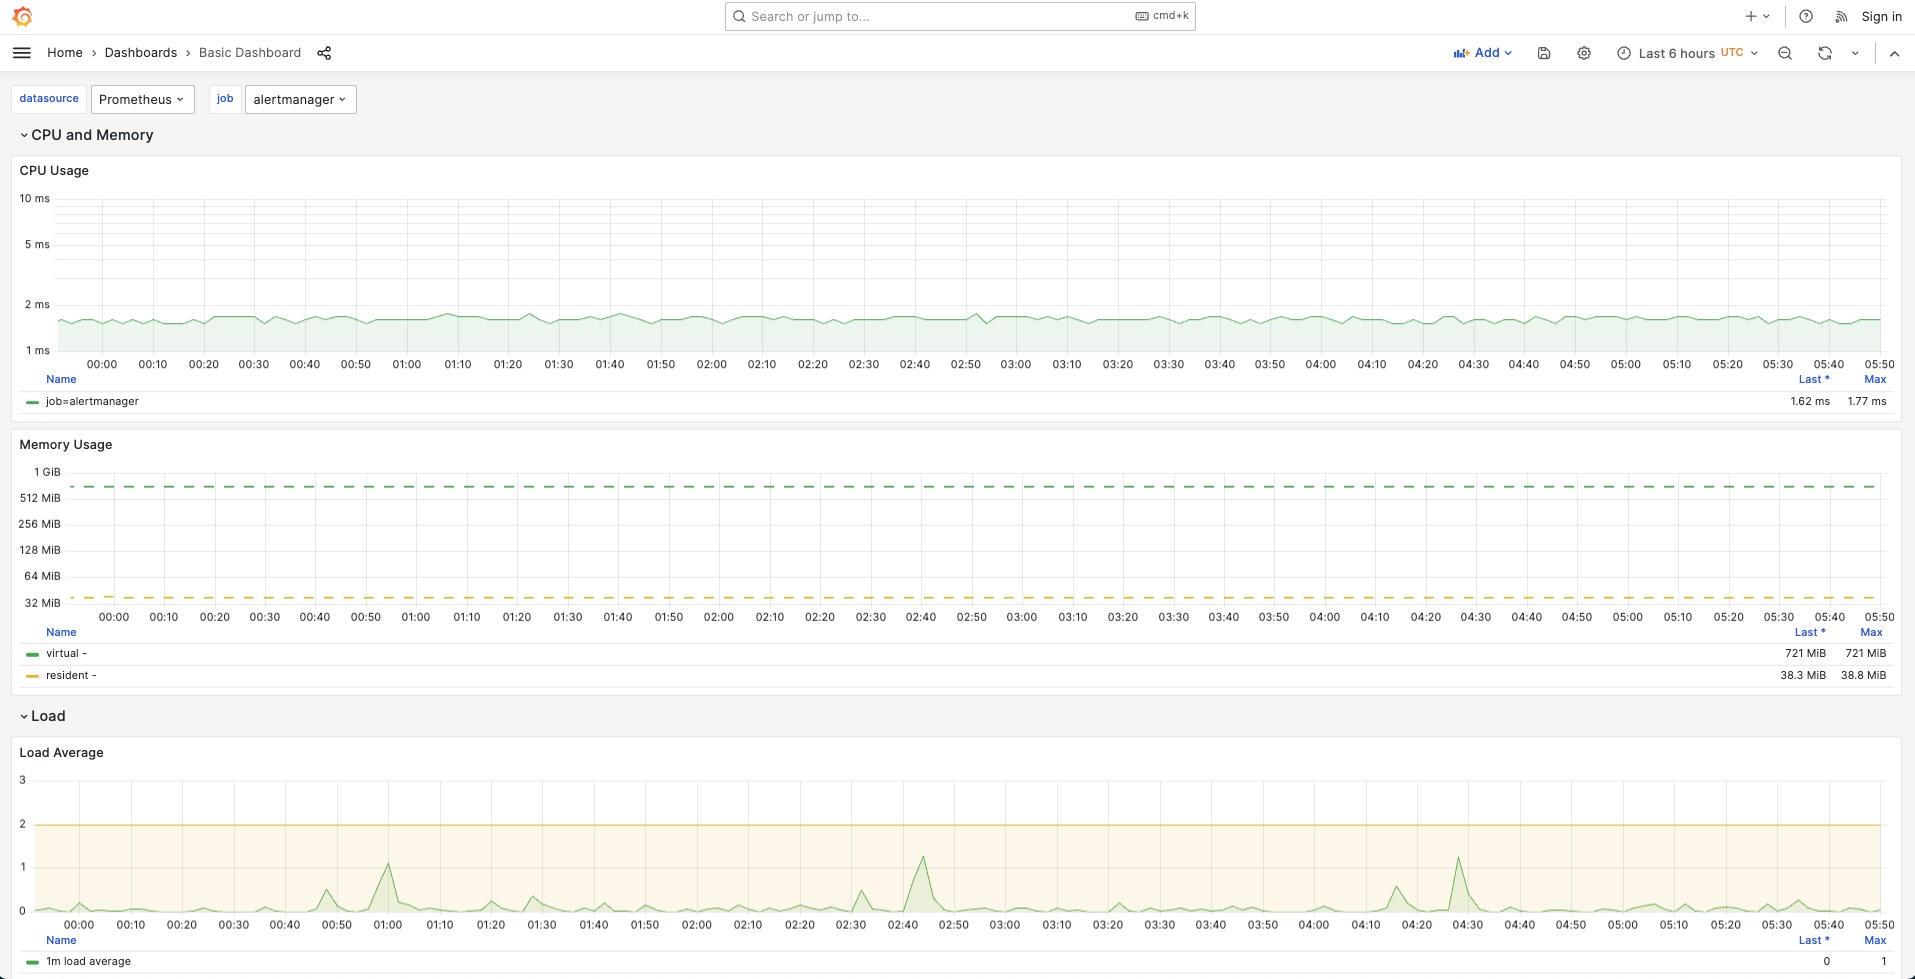 Search or jump to... cmd+k Sign in
Home › Dashboards › Basic Dashboard Add Last 6 hours UTC
datasource Prometheus job alertmanager
CPU and Memory
CPU Usage
10 ms
5 ms
2 ms
1 ms
00:00 00:10 00:20 00:30 00:40 00:50 01:00 01:10 01:20 01:30 01:40 01:50 02:00 02:10 02:20 02:30 02:40 02:50 03:00 03:10 03:20 03:30 03:40 03:50 04:00 04:10 04:20 04:30 04:40 04:50 05:00 05:10 05:20 05:30 05:40 05:50
Name Last * Max
job=alertmanager 1.62 ms 1.77 ms
Memory Usage
1 GiB
512 MiB
256 MiB
128 MiB
64 MiB
32 MiB
00:00 00:10 00:20 00:30 00:40 00:50 01:00 01:10 01:20 01:30 01:40 01:50 02:00 02:10 02:20 02:30 02:40 02:50 03:00 03:10 03:20 03:30 03:40 03:50 04:00 04:10 04:20 04:30 04:40 04:50 05:00 05:10 05:20 05:30 05:40 05:50
Name Last * Max
virtual - 721 MiB 721 MiB
resident - 38.3 MiB 38.8 MiB
Load
Load Average
3
2
1
0
00:00 00:10 00:20 00:30 00:40 00:50 01:00 01:10 01:20 01:30 01:40 01:50 02:00 02:10 02:20 02:30 02:40 02:50 03:00 03:10 03:20 03:30 03:40 03:50 04:00 04:10 04:20 04:30 04:40 04:50 05:00 05:10 05:20 05:30 05:40 05:50
Name Last * Max
1m load average 0 1